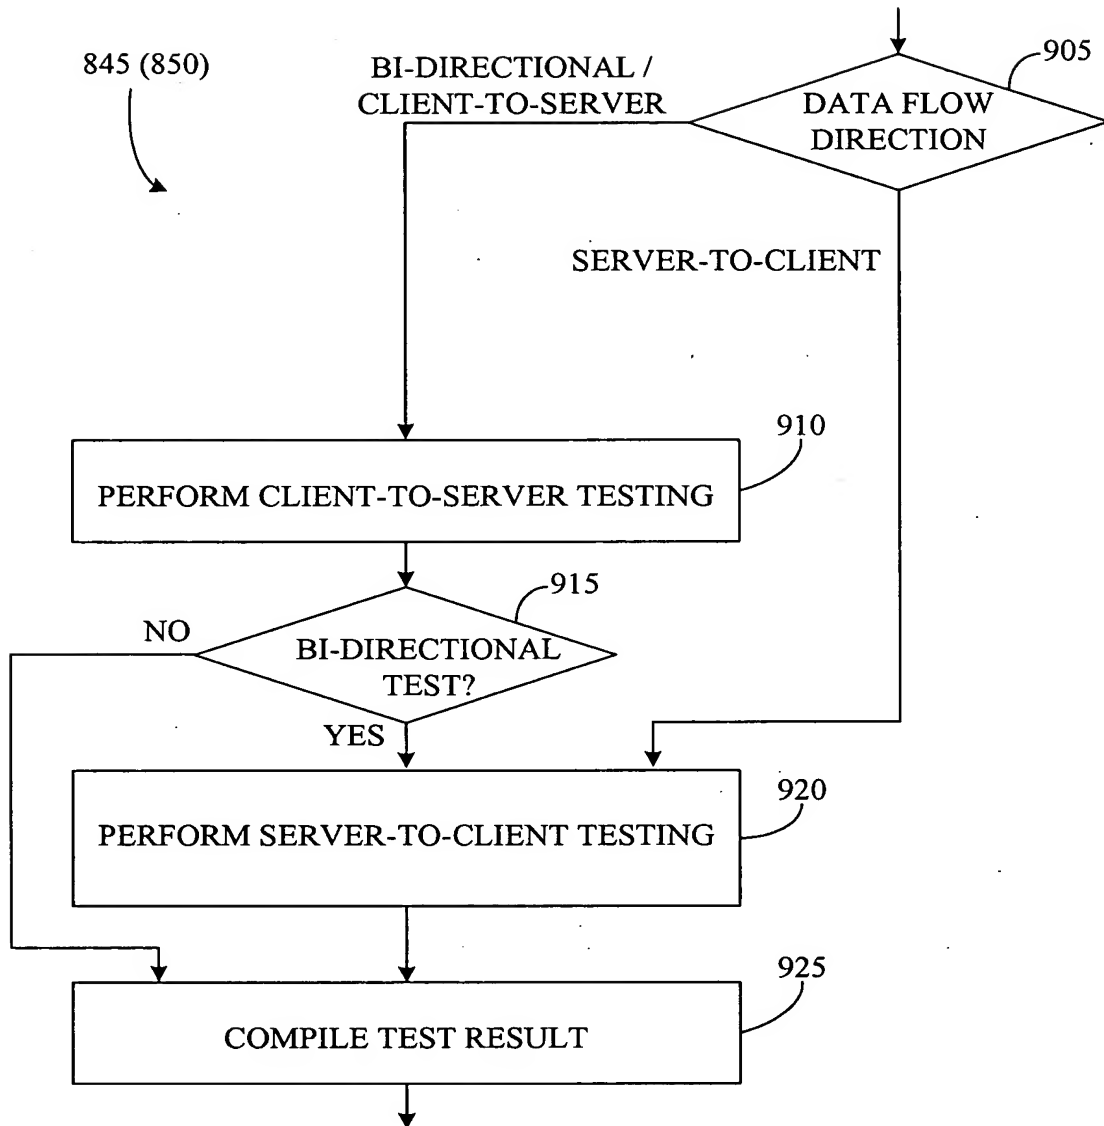 845 (850)
BI-DIRECTIONAL /
CLIENT-TO-SERVER
905
DATA FLOW
DIRECTION
SERVER-TO-CLIENT
910
PERFORM CLIENT-TO-SERVER TESTING
915
NO
BI-DIRECTIONAL
TEST?
YES
920
PERFORM SERVER-TO-CLIENT TESTING
925
COMPILE TEST RESULT